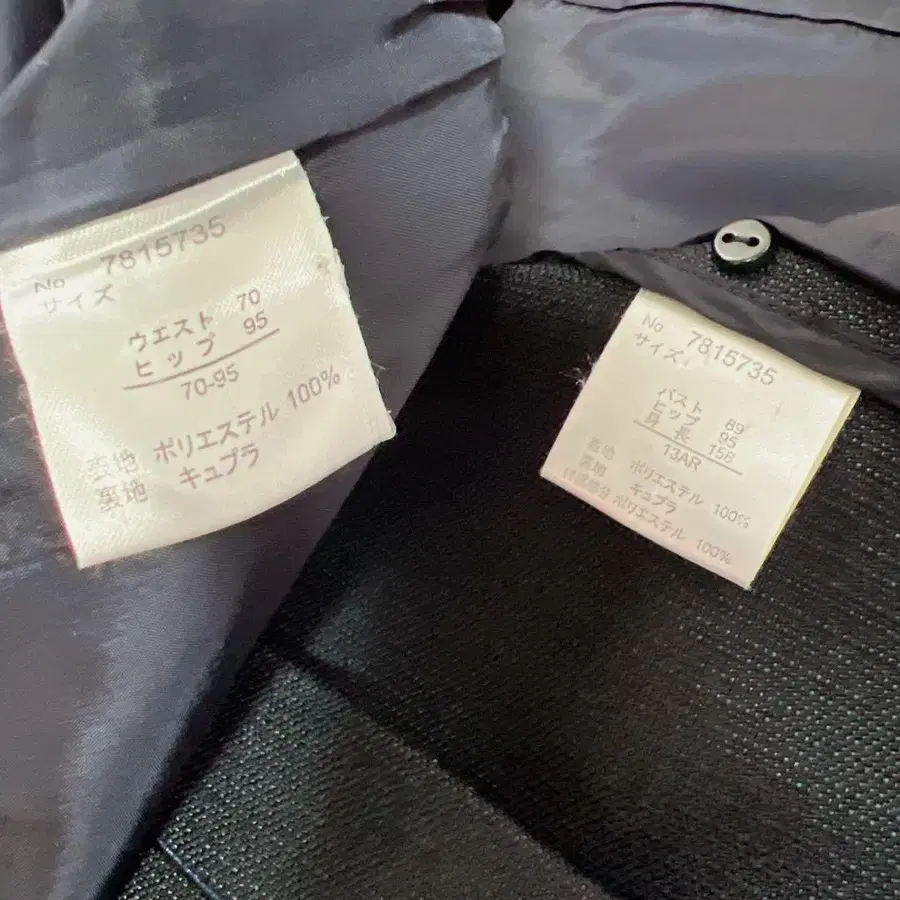 No 7815735
サイズ
ウエスト 70
ヒップ 95
70-95
表地 ポリエステル 100%
裏地 キュプラ
No 7815735
サイズ
バスト 89
ヒップ 95
身長 158
13AR
表地 ポリエステル 100%
裏地 キュプラ
ポリエステル 100%